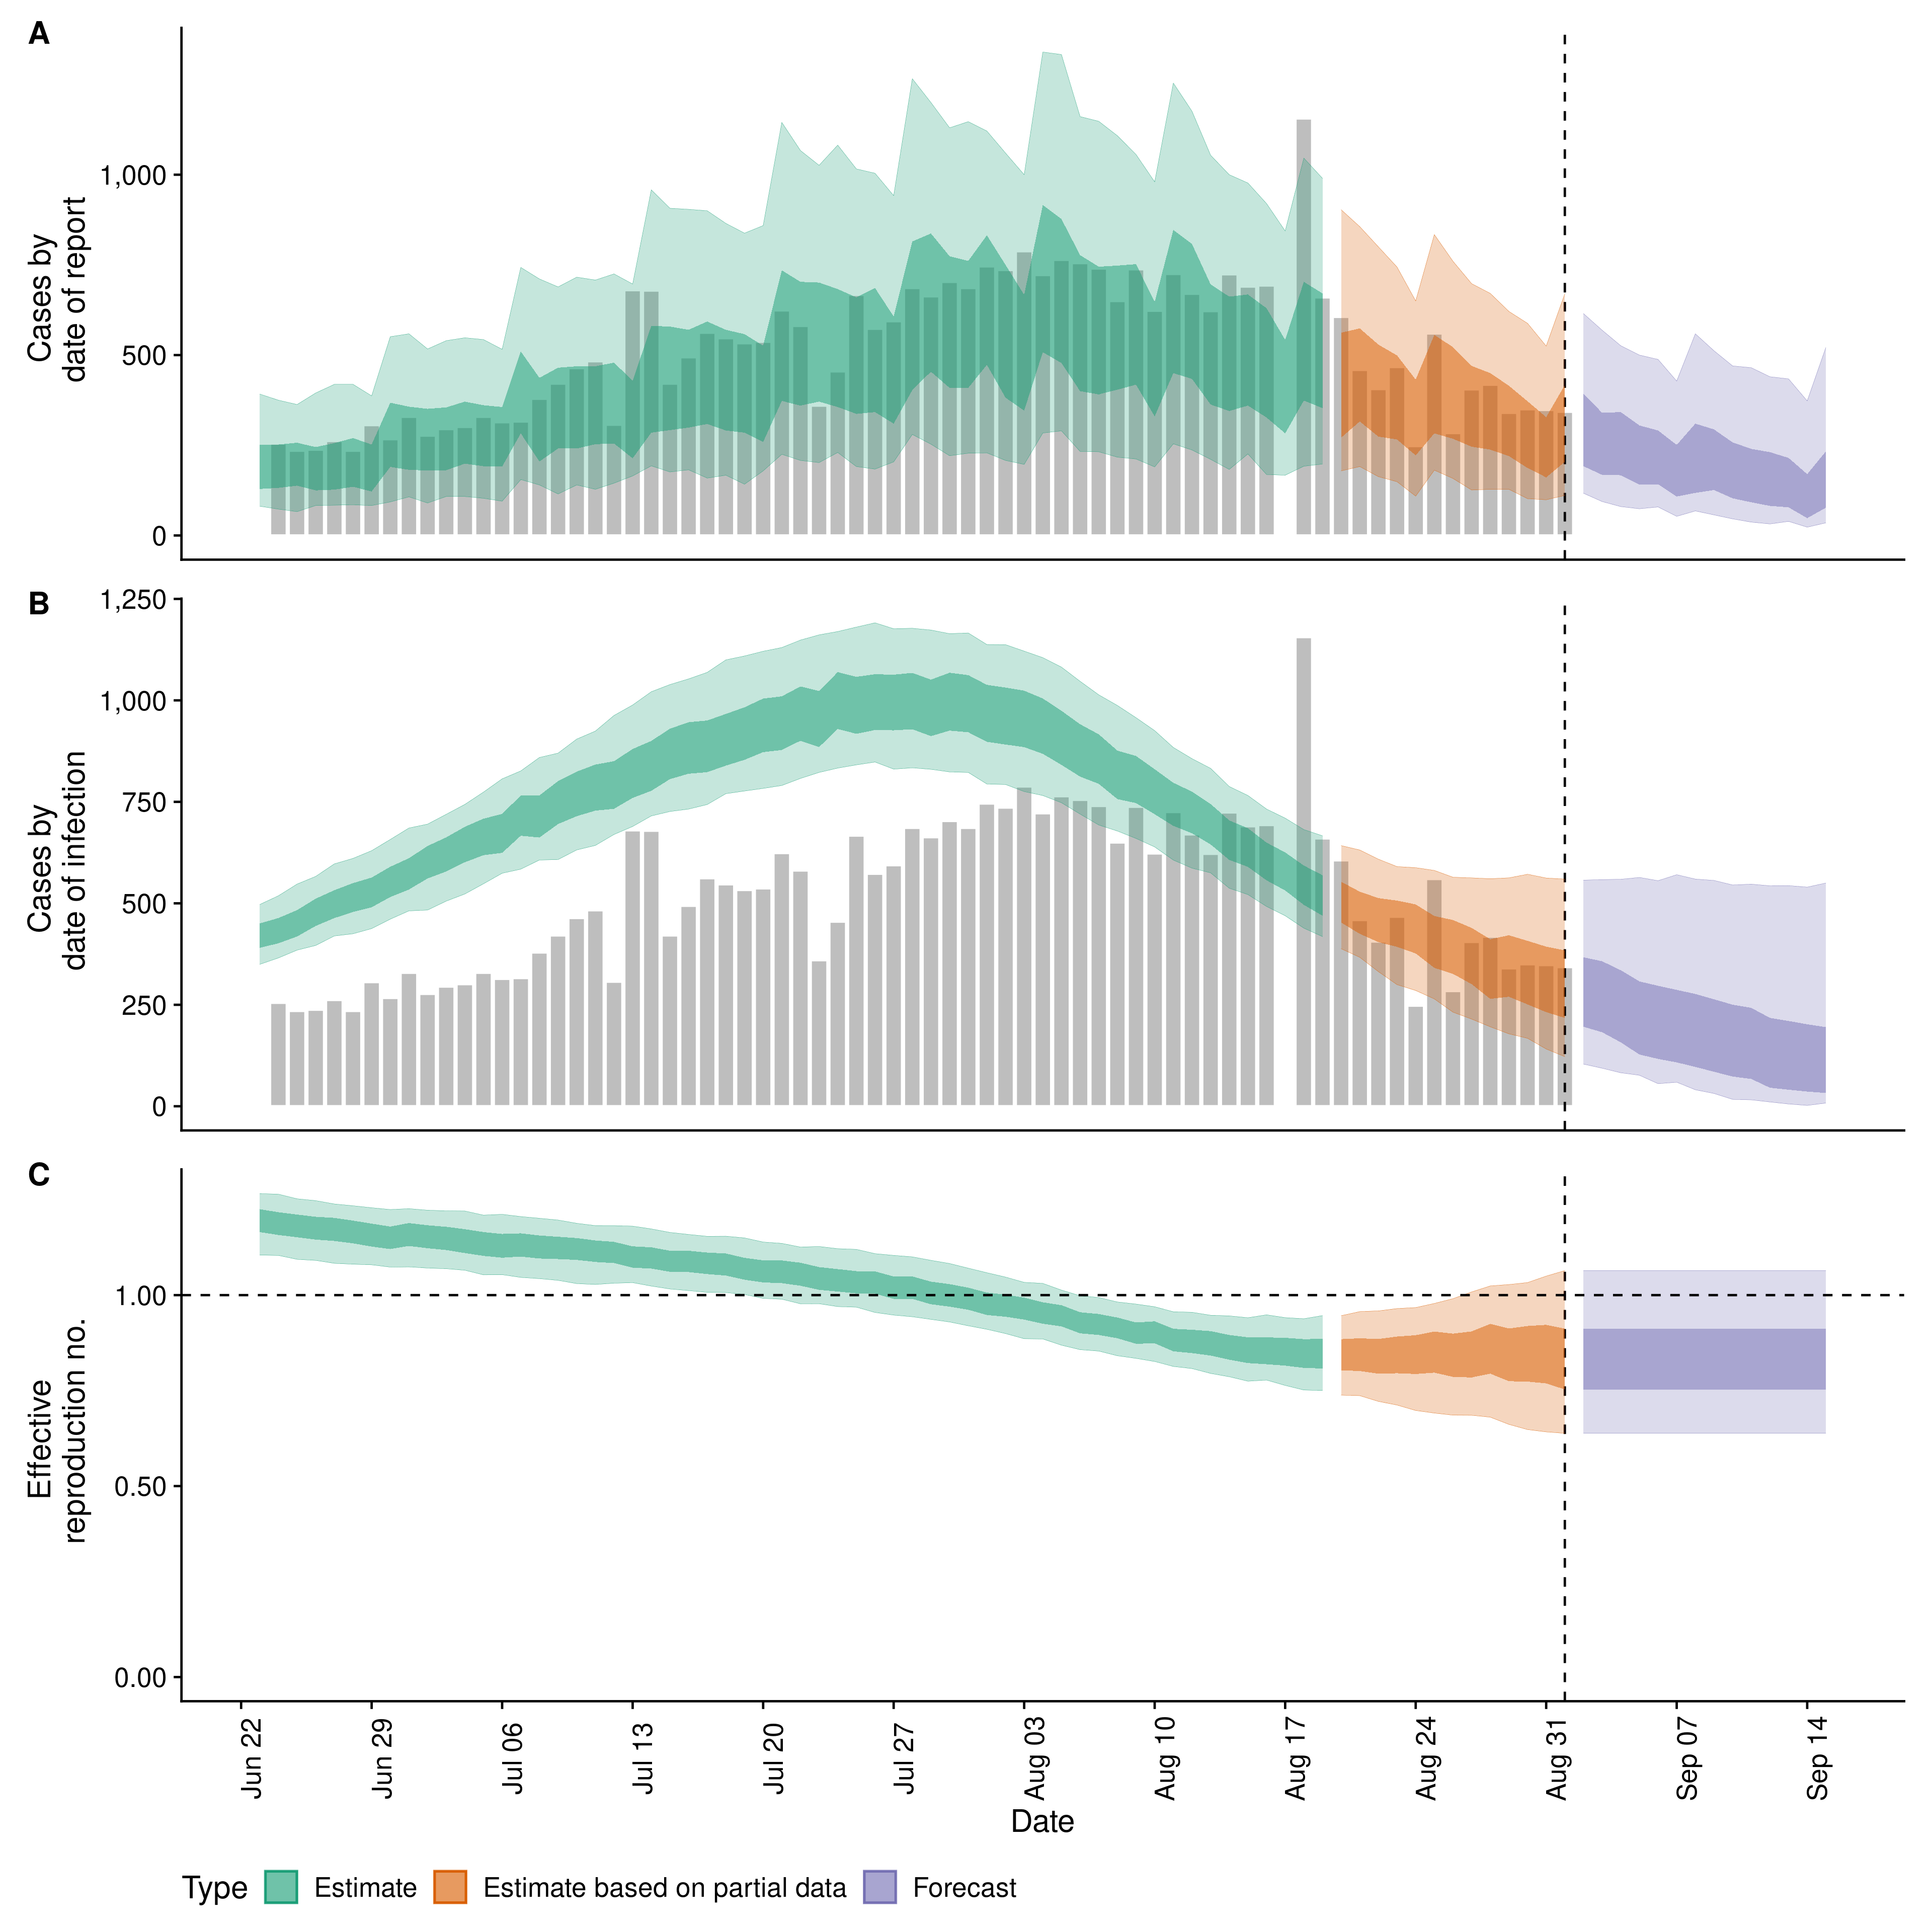 A
Cases by
date of report
1,000
500
0
B
Cases by
date of infection
1,250
1,000
750
500
250
0
C
Effective
reproduction no.
1.00
0.50
0.00
Jun 22
Jun 29
Jul 06
Jul 13
Jul 20
Jul 27
Aug 03
Aug 10
Aug 17
Aug 24
Aug 31
Sep 07
Sep 14
Date
Type Estimate Estimate based on partial data Forecast